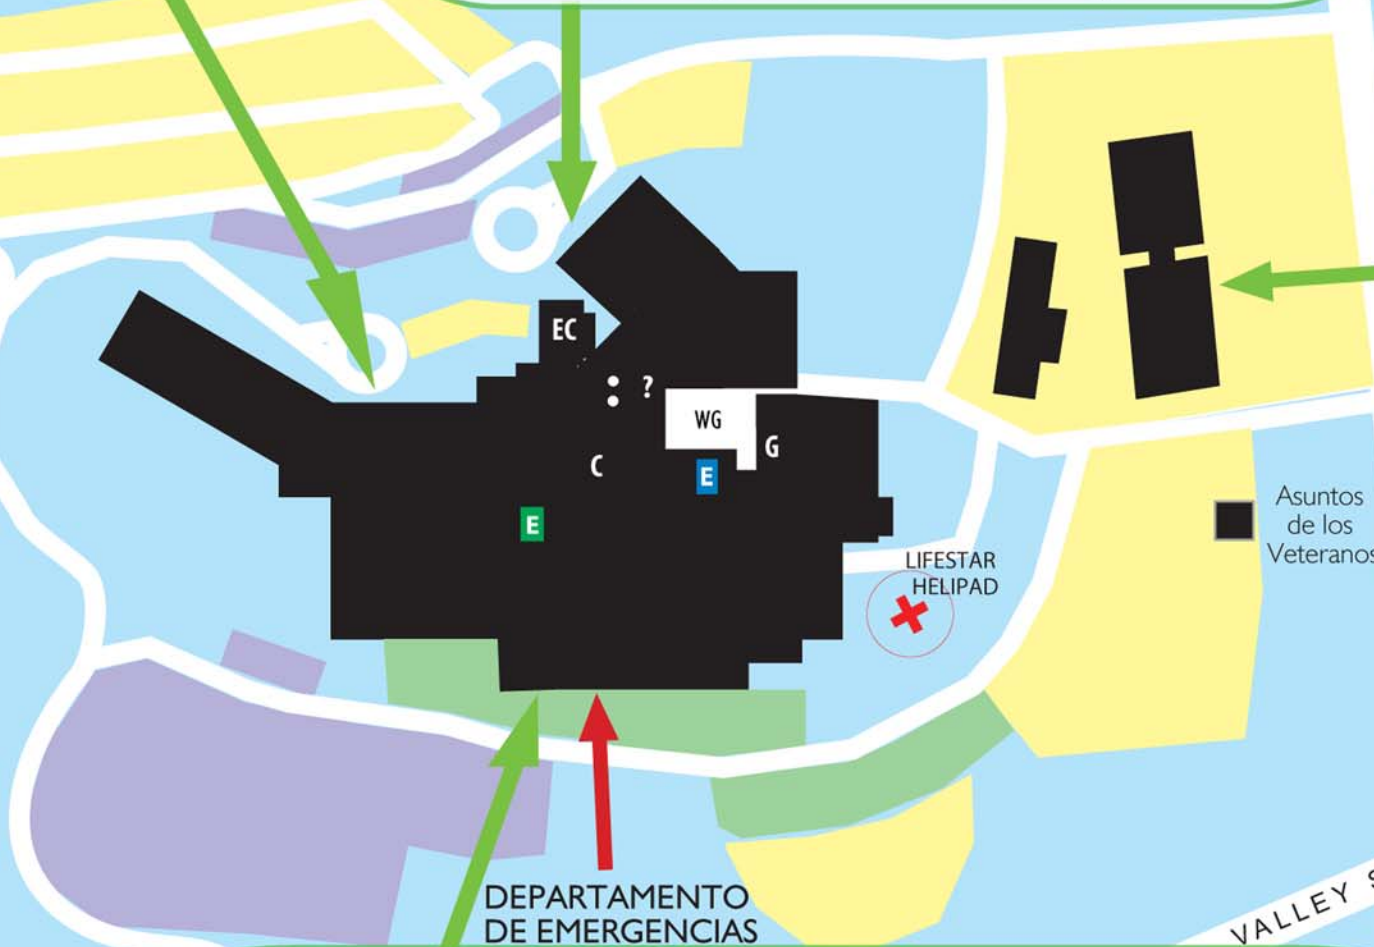 EC
?
WG
G
C
E
E
Asuntos
de los
Veteranos
LIFESTAR
HELIPAD
DEPARTAMENTO
DE EMERGENCIAS
VALLEY S